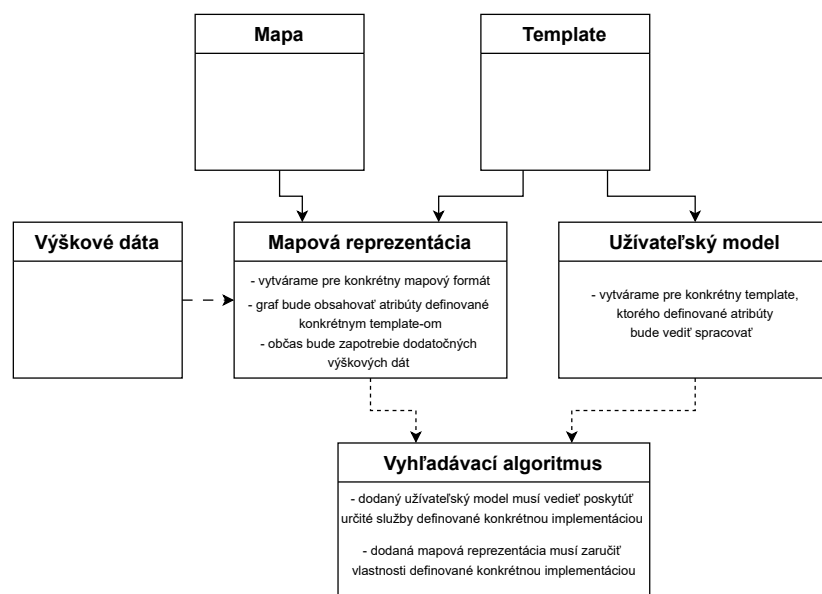 Mapa
Template
Výškové dáta
Mapová reprezentácia
- vytvárame pre konkrétny mapový formát
- graf bude obsahovať atribúty definované
konkrétnym template-om
- občas bude zapotrebie dodatočných
výškových dát
Užívateľský model
- vytvárame pre konkrétny template,
ktorého definované atribúty
bude vediť spracovať
Vyhľadávací algoritmus
- dodaný užívateľský model musí vedieť poskytúť
určité služby definované konkrétnou implementáciou
- dodaná mapová reprezentácia musí zaručiť
vlastnosti definované konkrétnou implementáciou